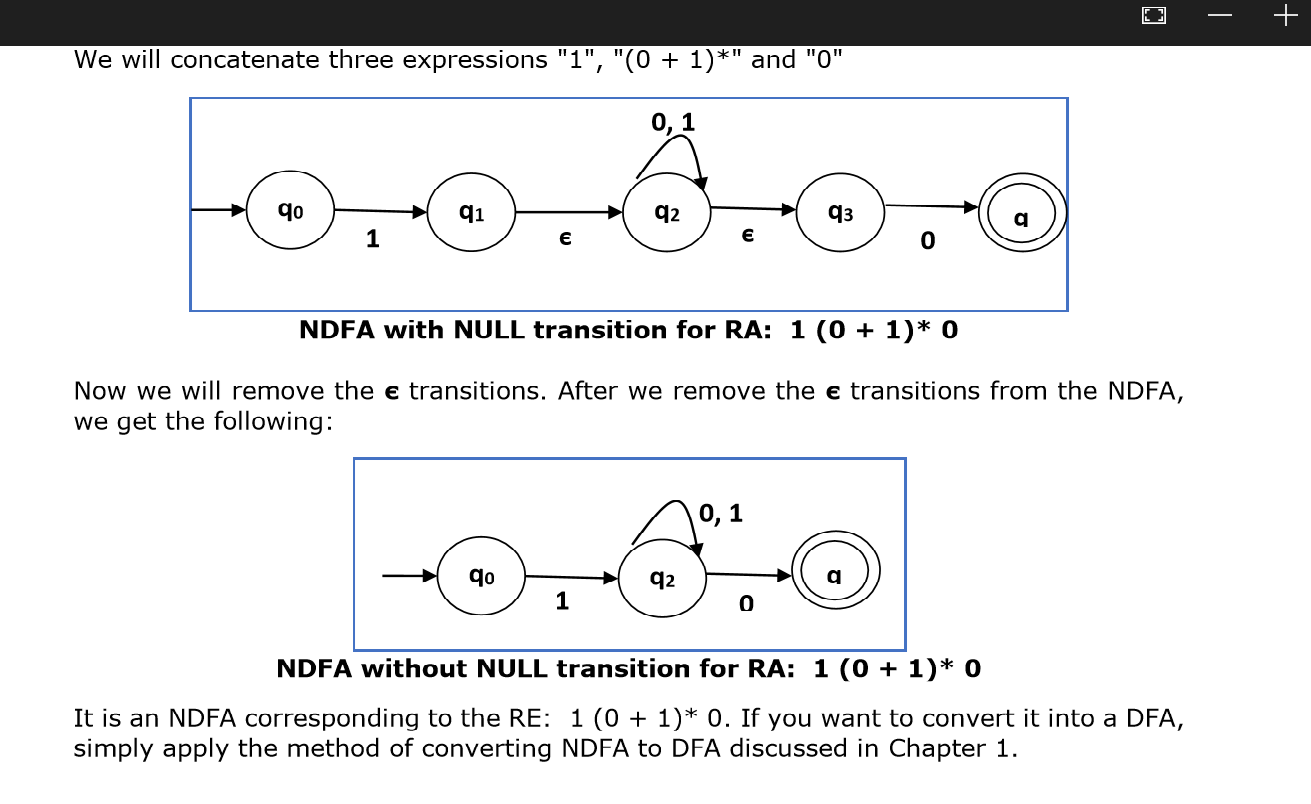 We will concatenate three expressions "1", "(0 + 1)*" and "0"
0, 1
q0
q1
q2
q3
q
1
ϵ
ϵ
0
NDFA with NULL transition for RA: 1 (0 + 1)* 0
Now we will remove the ϵ transitions. After we remove the ϵ transitions from the NDFA,
we get the following:
0, 1
q0
q2
q
1
0
NDFA without NULL transition for RA: 1 (0 + 1)* 0
It is an NDFA corresponding to the RE: 1 (0 + 1)* 0. If you want to convert it into a DFA,
simply apply the method of converting NDFA to DFA discussed in Chapter 1.